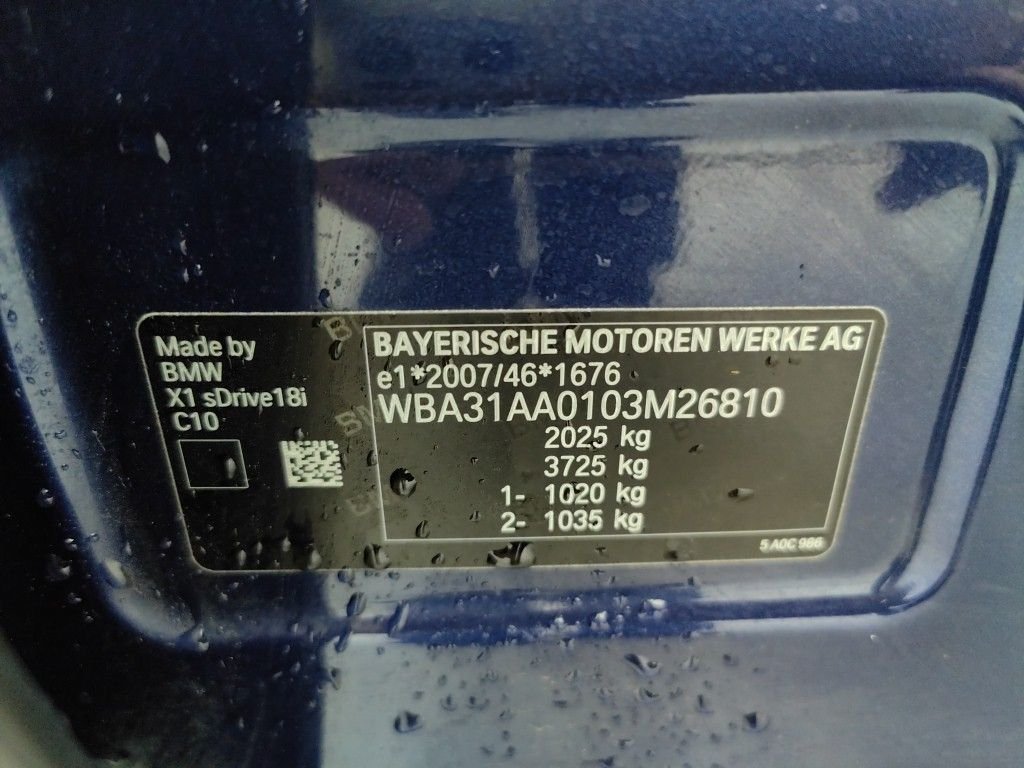 Made by
BMW
X1 sDrive18i
C10
BAYERISCHE MOTOREN WERKE AG
e1*2007/46*1676
WBA31AA0103M26810
2025 kg
3725 kg
1- 1020 kg
2- 1035 kg
5 A0C 986